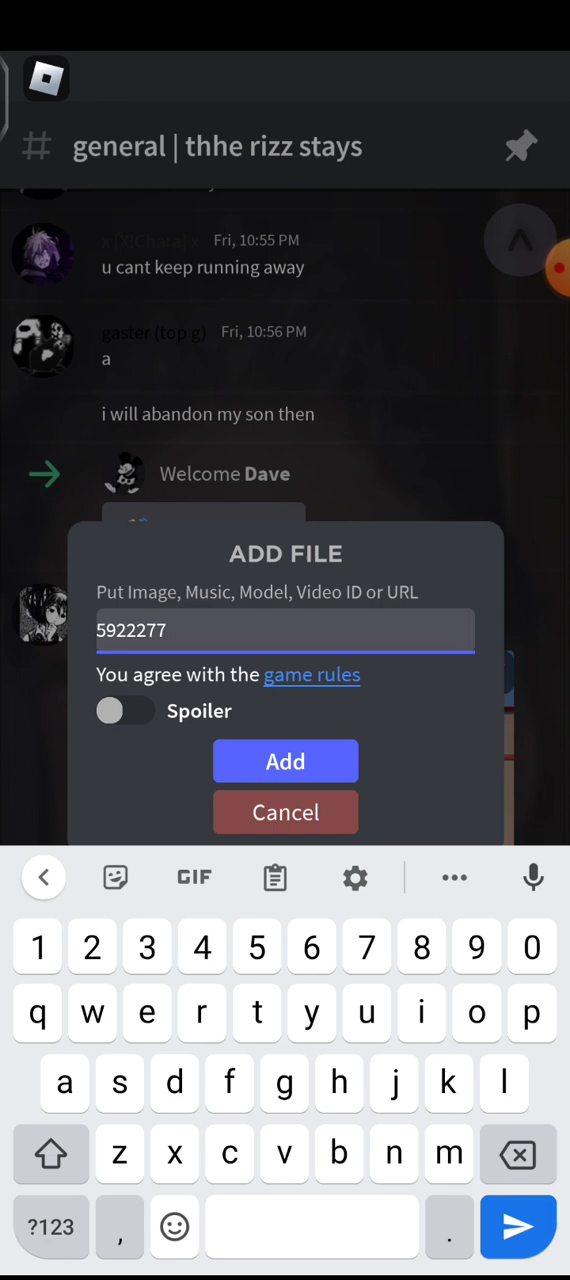 # general | thhe rizz stays
x [X!Chara] x Fri, 10:55 PM
u cant keep running away
gaster (top g) Fri, 10:56 PM
a
i will abandon my son then
Welcome Dave
ADD FILE
Put Image, Music, Model, Video ID or URL
5922277
You agree with the game rules
Spoiler
Add
Cancel
GIF
1 2 3 4 5 6 7 8 9 0
q w e r t y u i o p
a s d f g h j k l
z x c v b n m
?123 , .